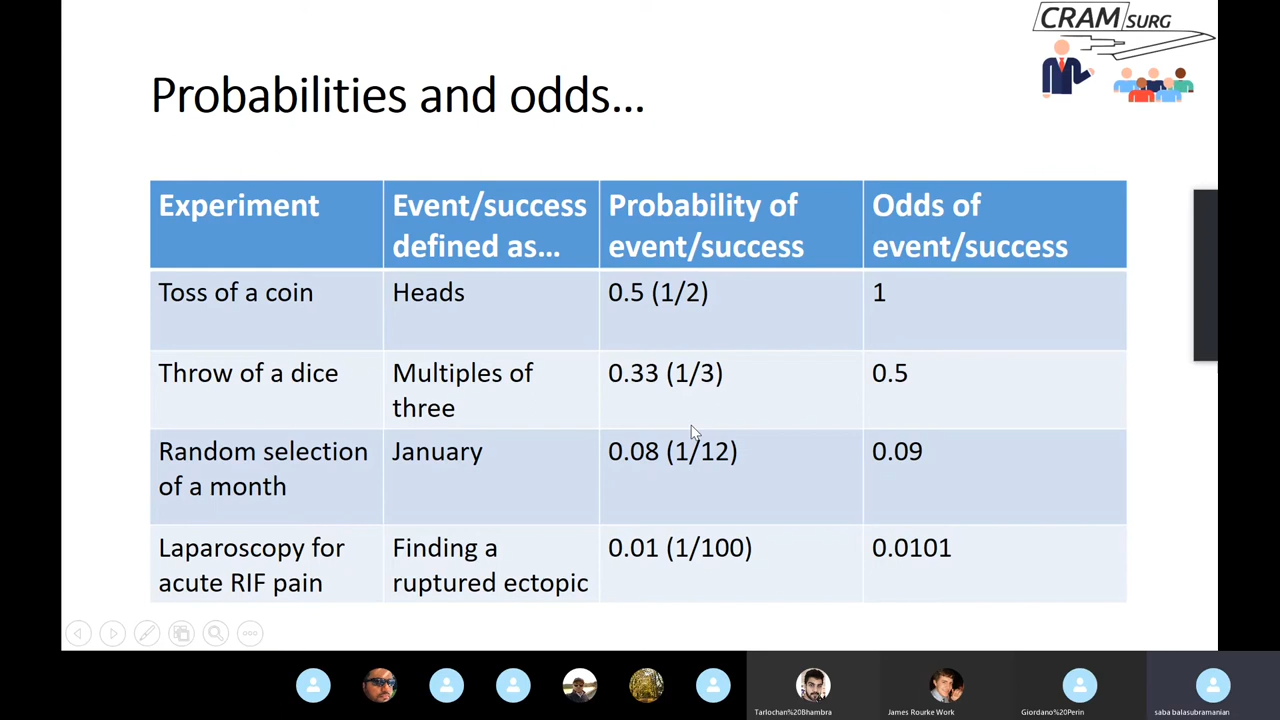 CRAM SURG
Probabilities and odds...
Experiment
Event/success
defined as...
Probability of
event/success
Odds of
event/success
Toss of a coin
Heads
0.5 (1/2)
1
Throw of a dice
Multiples of
three
0.33 (1/3)
0.5
Random selection
of a month
January
0.08 (1/12)
0.09
Laparoscopy for
acute RIF pain
Finding a
ruptured ectopic
0.01 (1/100)
0.0101
Tarlochan%20Bhambra
James Rourke Work
Giordano%20Perin
saba balasubramanian